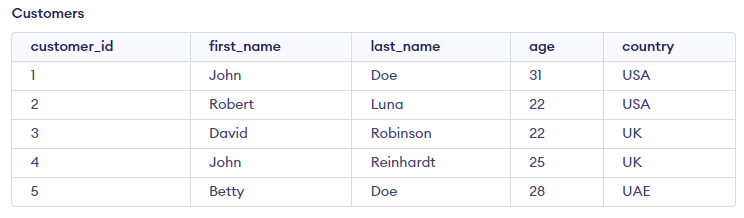 Customers
customer_id first_name last_name age country
1 John Doe 31 USA
2 Robert Luna 22 USA
3 David Robinson 22 UK
4 John Reinhardt 25 UK
5 Betty Doe 28 UAE